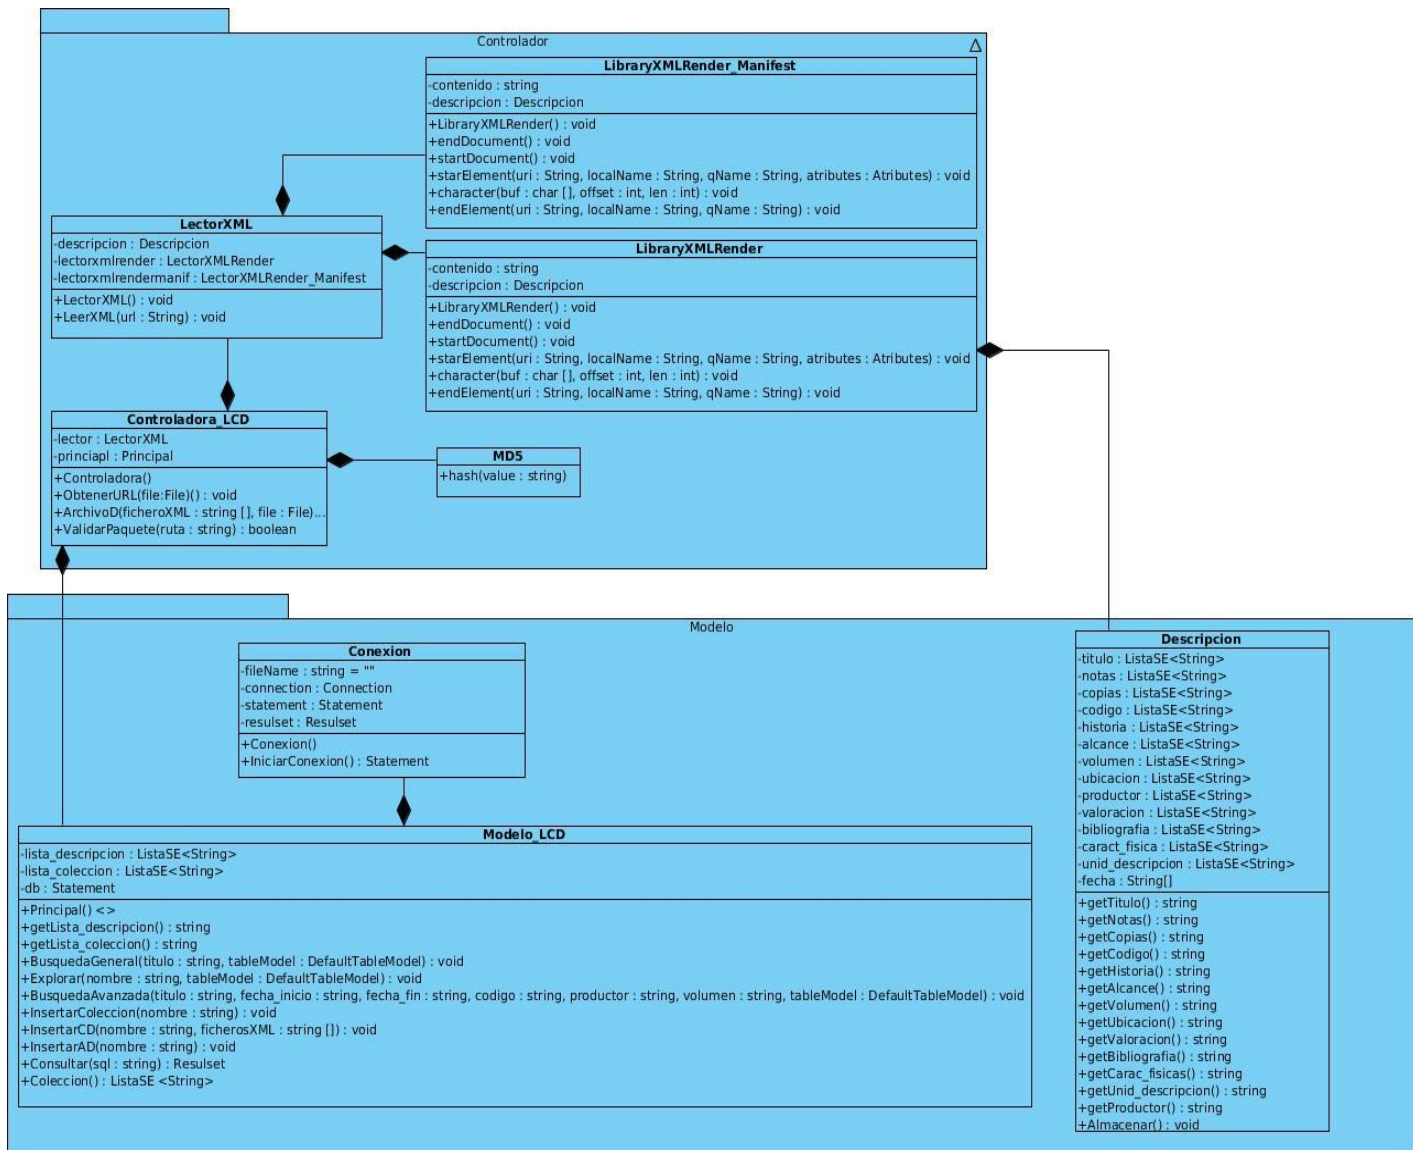 Controlador
LibraryXMLRender_Manifest
-contenido : string
-descripcion : Descripcion
+LibraryXMLRender() : void
+endDocument() : void
+startDocument() : void
+starElement(uri : String, localName : String, qName : String, atributes : Atributes) : void
+character(buf : char [], offset : int, len : int) : void
+endElement(uri : String, localName : String, qName : String) : void
LectorXML
-descripcion : Descripcion
-lectorxmlrender : LectorXMLRender
-lectorxmlrendermanif : LectorXMLRender_Manifest
+LectorXML() : void
+LeerXML(url : String) : void
LibraryXMLRender
-contenido : string
-descripcion : Descripcion
+LibraryXMLRender() : void
+endDocument() : void
+startDocument() : void
+starElement(uri : String, localName : String, qName : String, atributes : Atributes) : void
+character(buf : char [], offset : int, len : int) : void
+endElement(uri : String, localName : String, qName : String) : void
Controladora_LCD
-lector : LectorXML
-princiapl : Principal
+Controladora()
+ObtenerURL(file:File)() : void
+ArchivoD(ficheroXML : string [], file : File)...
+ValidarPaquete(ruta : string) : boolean
MD5
+hash(value : string)
Modelo
Conexion
-fileName : string = ""
-connection : Connection
-statement : Statement
-resulset : Resulset
+Conexion()
+IniciarConexion() : Statement
Modelo_LCD
-lista_descripcion : ListaSE<String>
-lista_coleccion : ListaSE<String>
-db : Statement
+Principal() <>
+getLista_descripcion() : string
+getLista_coleccion() : string
+BusquedaGeneral(titulo : string, tableModel : DefaultTableModel) : void
+Explorar(nombre : string, tableModel : DefaultTableModel) : void
+BusquedaAvanzada(titulo : string, fecha_inicio : string, fecha_fin : string, codigo : string, productor : string, volumen : string, tableModel : DefaultTableModel) : void
+InsertarColeccion(nombre : string) : void
+InsertarCD(nombre : string, ficherosXML : string []) : void
+InsertarAD(nombre : string) : void
+Consultar(sql : string) : Resulset
+Coleccion() : ListaSE <String>
Descripcion
-titulo : ListaSE<String>
-notas : ListaSE<String>
-copias : ListaSE<String>
-codigo : ListaSE<String>
-historia : ListaSE<String>
-alcance : ListaSE<String>
-volumen : ListaSE<String>
-ubicacion : ListaSE<String>
-productor : ListaSE<String>
-valoracion : ListaSE<String>
-bibliografia : ListaSE<String>
-caract_fisica : ListaSE<String>
-unid_descripcion : ListaSE<String>
-fecha : String[]
+getTitulo() : string
+getNotas() : string
+getCopias() : string
+getCodigo() : string
+getHistoria() : string
+getAlcance() : string
+getVolumen() : string
+getUbicacion() : string
+getValoracion() : string
+getBibliografia() : string
+getCarac_fisicas() : string
+getUnid_descripcion() : string
+getProductor() : string
+Almacenar() : void